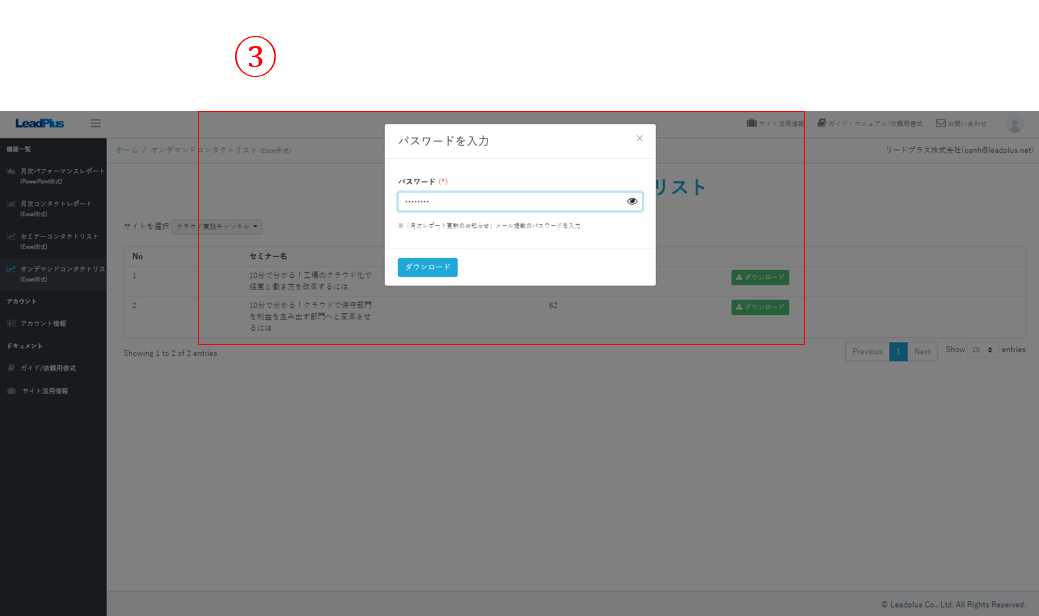 ③
LeadPlus
サイト活用情報
ガイド・マニュアル/依頼用書式
お問い合わせ
機能一覧
月次パフォーマンスレポート
(PowerPoint形式)
月次コンタクトレポート
(Excel形式)
セミナーコンタクトリスト
(Excel形式)
オンデマンドコンタクトリス
(Excel形式)
アカウント
アカウント情報
ドキュメント
ガイド/依頼用書式
サイト活用情報
ホーム / オンデマンドコンタクトリスト (Excel形式)
リードプラス株式会社(oanh@leadplus.net)
リスト
サイトを選択 クラウド実践チャンネル
パスワードを入力
×
パスワード (*)
••••••••
※「月次レポート更新のお知らせ」メール掲載のパスワードを入力
ダウンロード
No セミナー名
1 10分で分かる！工場のクラウド化で
経営と働き方を改革するには
ダウンロード
2 10分で分かる！クラウドで保守部門
を利益を生み出す部門へと変革させ
るには
62
ダウンロード
Showing 1 to 2 of 2 entries
Previous 1 Next Show 10 entries
© Leadplus Co., Ltd. All Rights Reserved.